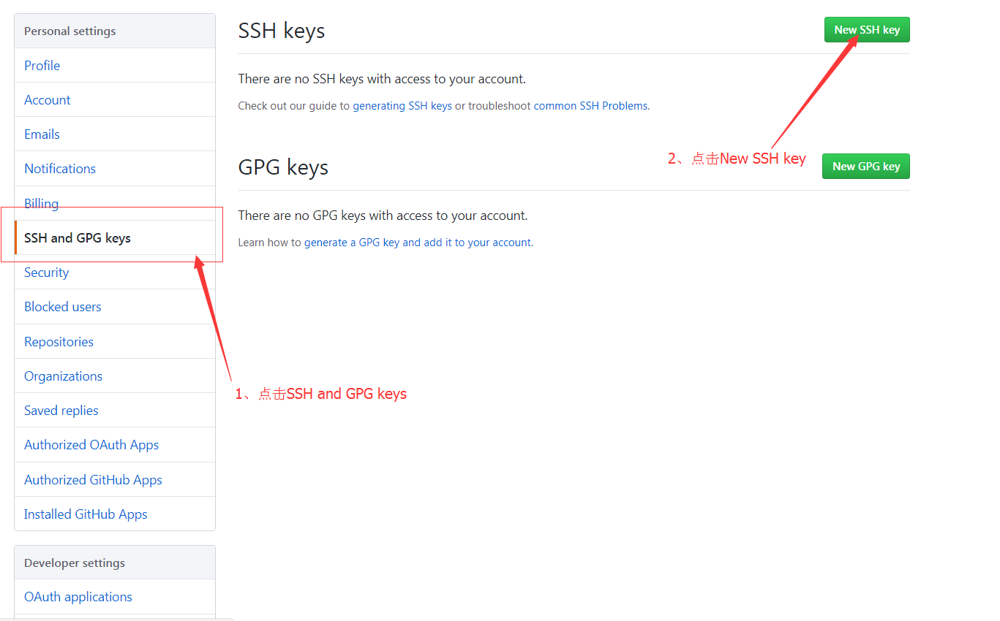 Personal settings
Profile
Account
Emails
Notifications
Billing
SSH and GPG keys
Security
Blocked users
Repositories
Organizations
Saved replies
Authorized OAuth Apps
Authorized GitHub Apps
Installed GitHub Apps
Developer settings
OAuth applications
SSH keys
New SSH key
There are no SSH keys with access to your account.
Check out our guide to generating SSH keys or troubleshoot common SSH Problems.
2、点击New SSH key
GPG keys
New GPG key
There are no GPG keys with access to your account.
Learn how to generate a GPG key and add it to your account.
1、点击SSH and GPG keys